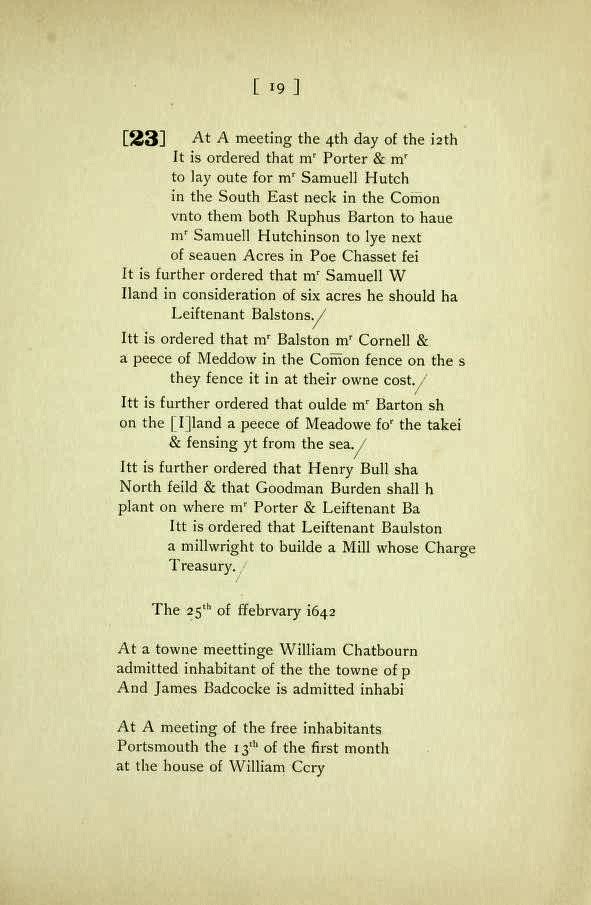 [ 19 ]
[23] At A meeting the 4th day of the i2th
It is ordered that mʳ Porter & mʳ
to lay oute for mʳ Samuell Hutch
in the South East neck in the Com̅on
vnto them both Ruphus Barton to haue
mʳ Samuell Hutchinson to lye next
of seauen Acres in Poe Chasset fei
It is further ordered that mʳ Samuell W
Iland in consideration of six acres he should ha
Leiftenant Balstons./
Itt is ordered that mʳ Balston mʳ Cornell &
a peece of Meddow in the Com̅on fence on the s
they fence it in at their owne cost./
Itt is further ordered that oulde mʳ Barton sh
on the [I]land a peece of Meadowe foʳ the takei
& fensing yt from the sea./
Itt is further ordered that Henry Bull sha
North feild & that Goodman Burden shall h
plant on where mʳ Porter & Leiftenant Ba
Itt is ordered that Leiftenant Baulston
a millwright to builde a Mill whose Charge
Treasury./
The 25ᵗʰ of ffebrvary i642
At a towne meettinge William Chatbourn
admitted inhabitant of the the towne of p
And James Badcocke is admitted inhabi
At A meeting of the free inhabitants
Portsmouth the 13ᵗʰ of the first month
at the house of William Ccry